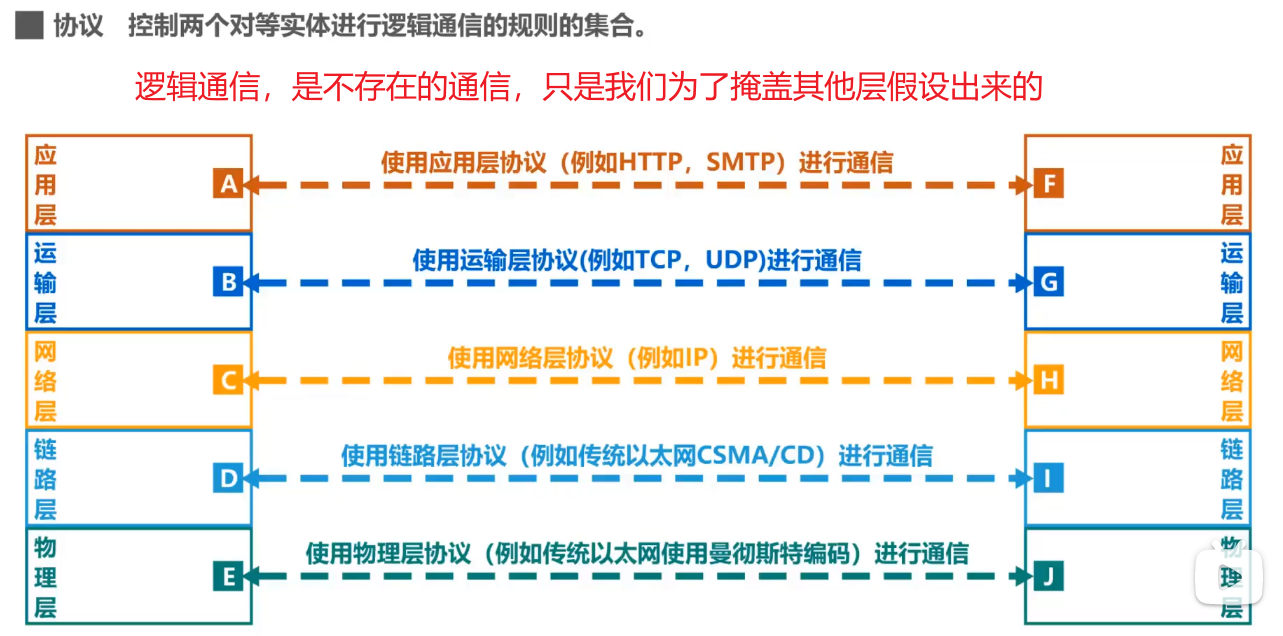 协议 控制两个对等实体进行逻辑通信的规则的集合。
逻辑通信，是不存在的通信，只是我们为了掩盖其他层假设出来的
应用层
A
使用应用层协议（例如HTTP，SMTP）进行通信
F
应用层
运输层
B
使用运输层协议(例如TCP，UDP)进行通信
G
运输层
网络层
C
使用网络层协议（例如IP）进行通信
H
网络层
链路层
D
使用链路层协议（例如传统以太网CSMA/CD）进行通信
I
链路层
物理层
E
使用物理层协议（例如传统以太网使用曼彻斯特编码）进行通信
J
物理层